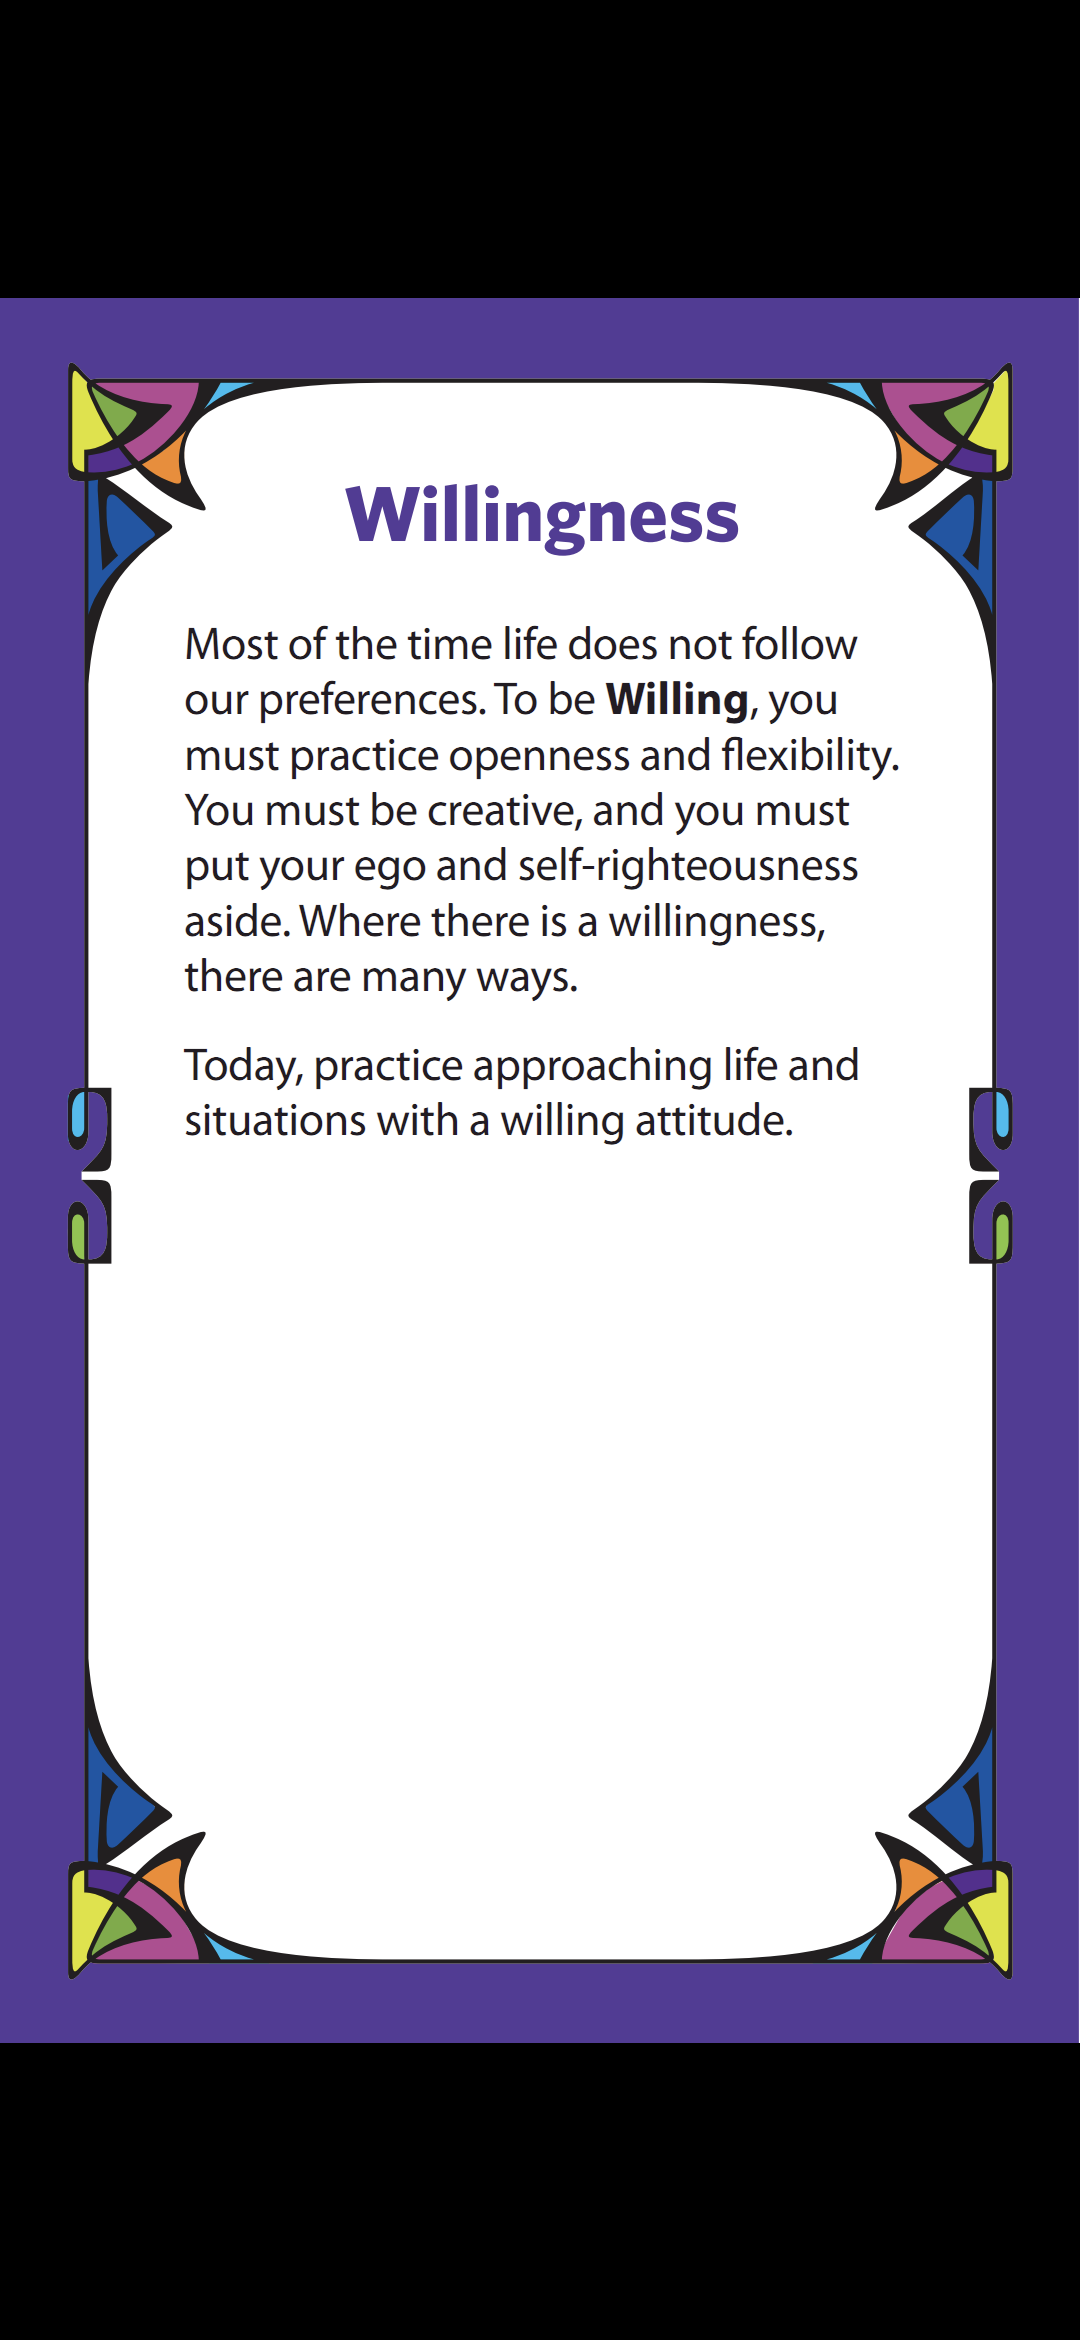 Willingness
Most of the time life does not follow
our preferences. To be Willing, you
must practice openness and flexibility.
You must be creative, and you must
put your ego and self-righteousness
aside. Where there is a willingness,
there are many ways.
Today, practice approaching life and
situations with a willing attitude.